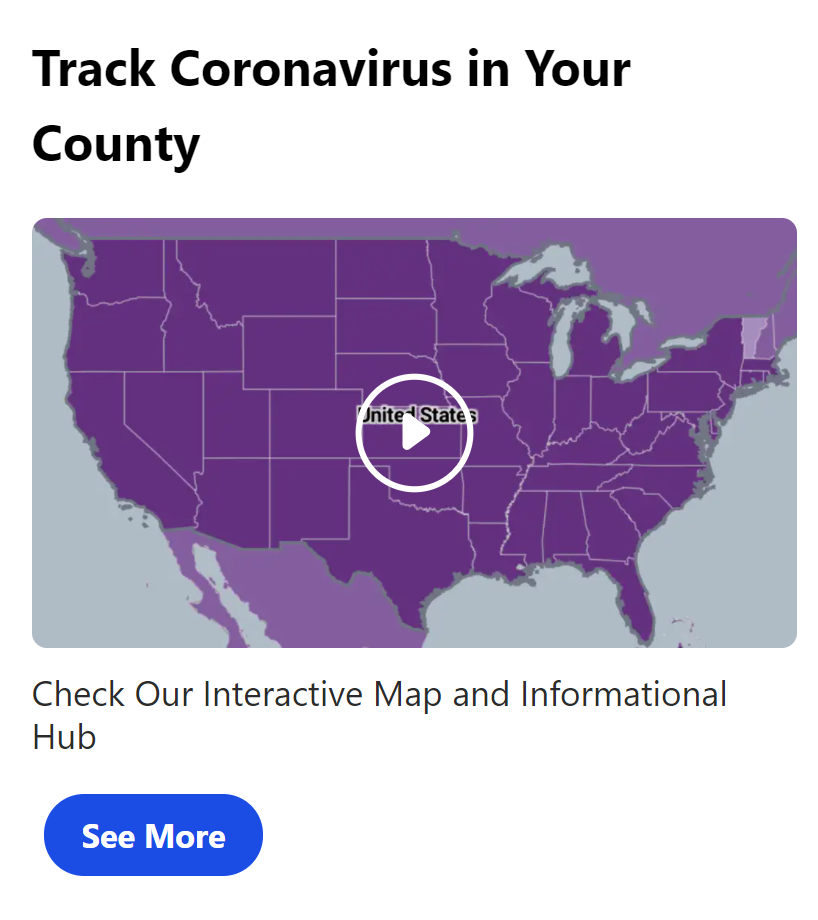 Track Coronavirus in Your
County
United States
Check Our Interactive Map and Informational
Hub
See More